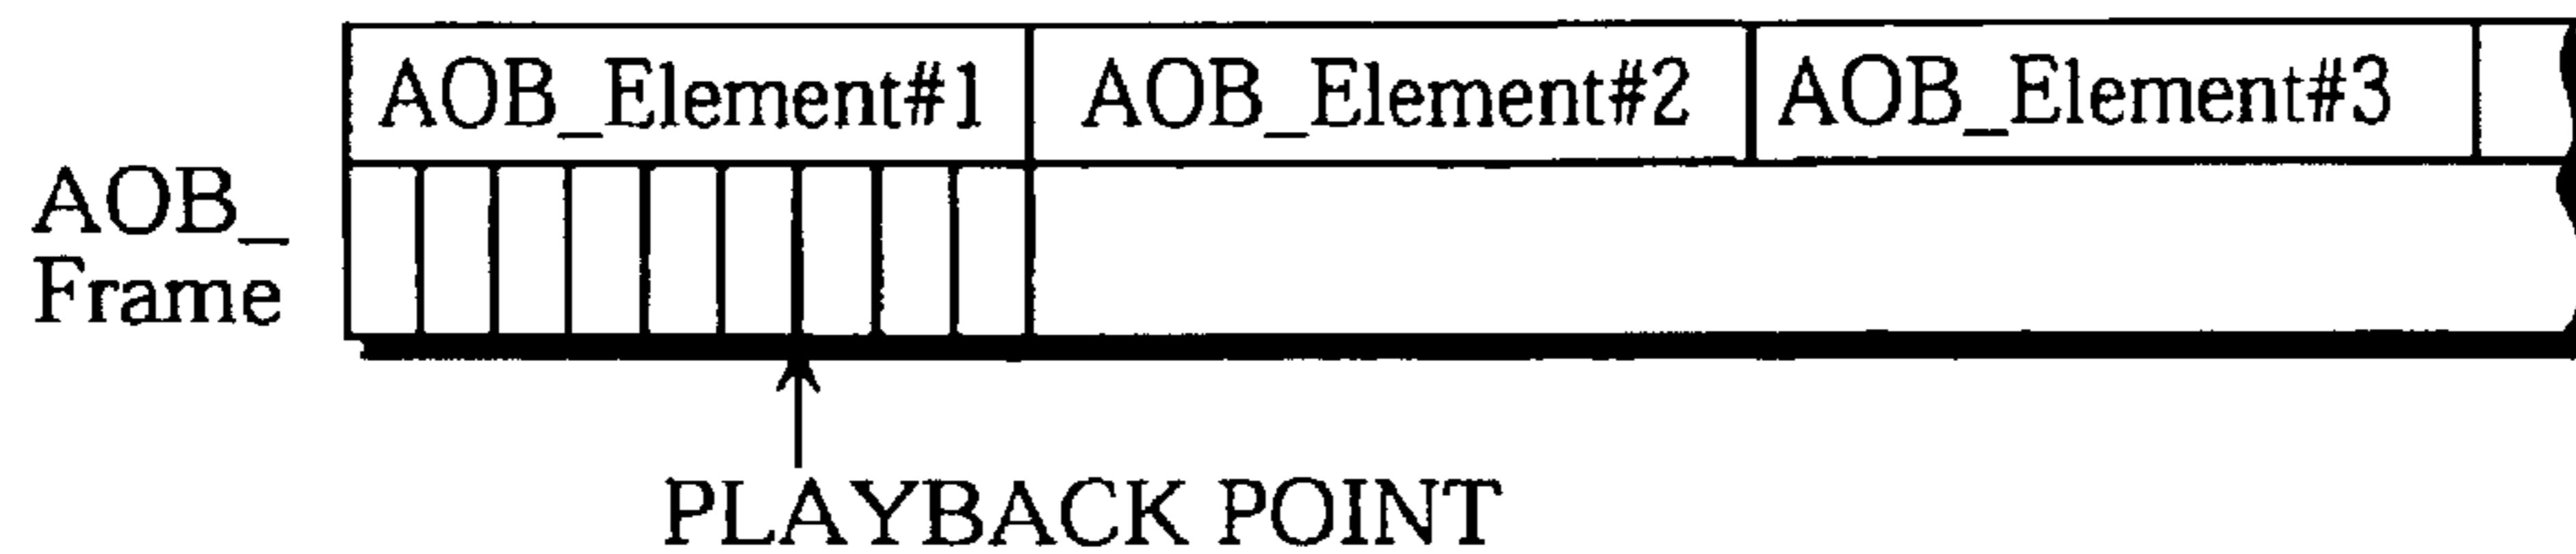 AOB_Element#1 AOB_Element#2 AOB_Element#3
AOB_
Frame
PLAYBACK POINT